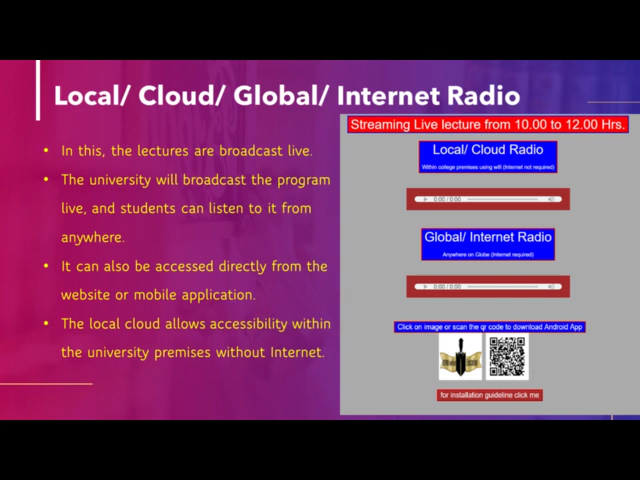 Local/ Cloud/ Global/ Internet Radio
• In this, the lectures are broadcast live.
• The university will broadcast the program
live, and students can listen to it from
anywhere.
• It can also be accessed directly from the
website or mobile application.
• The local cloud allows accessibility within
the university premises without Internet.
Streaming Live lecture from 10.00 to 12.00 Hrs.
Local/ Cloud Radio
Within college premises using wifi (Internet not required)
0:00 / 0:00
Global/ Internet Radio
Anywhere on Globe (Internet required)
0:00 / 0:00
Click on image or scan the qr code to download Android App
for installation guideline click me